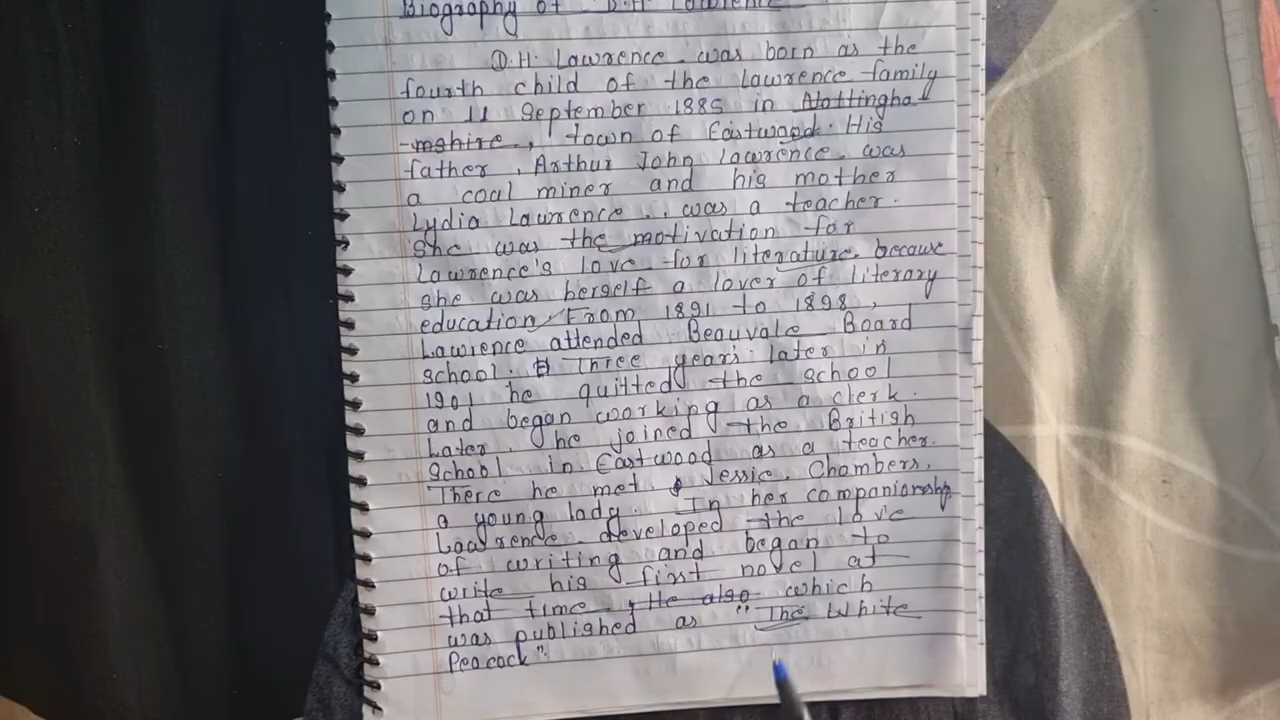 Biography of D.H. Lawrence
D.H. Lawrence was born as the
fourth child of the Lawrence family
on 11 September 1885 in Nottingha
-mshire, town of Eastwood. His
father, Arthur John Lawrence was
a coal miner and his mother
Lydia Lawrence, was a teacher.
She was the motivation for
Lawrence's love for literature, because
she was herself a lover of literary
education. From 1891 to 1898,
Lawrence attended Beauvale Board
School. Three years later in
1901 he quitted the school
and began working as a clerk.
Later he joined the British
School in Eastwood as a teacher.
There he met Jessie Chambers,
a young lady. In her companionship
Lawrence developed the love
of writing and began to
write his first novel at
that time, He also which
was published as "The White
Peacock".